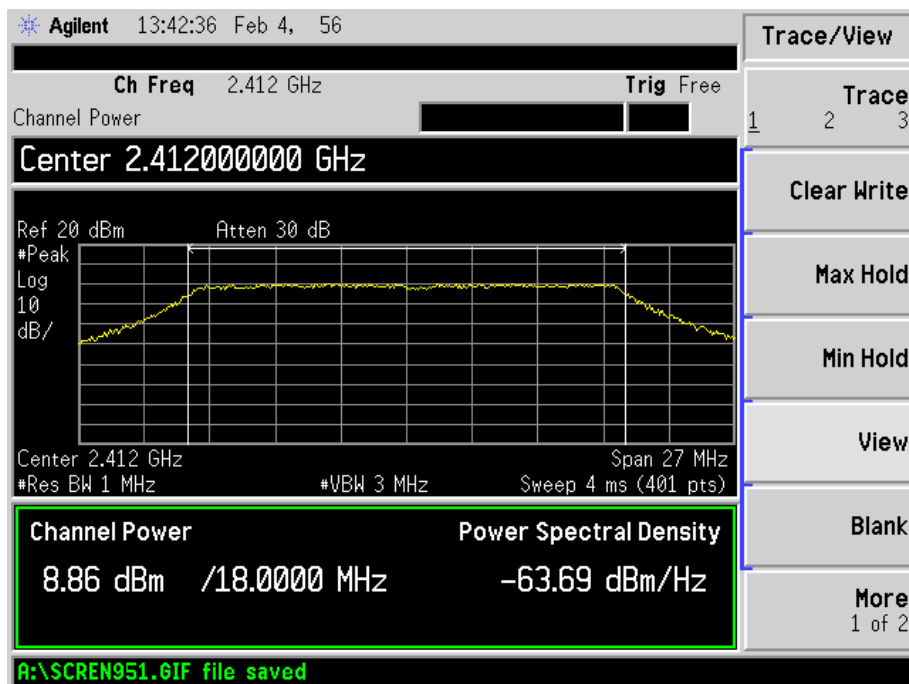 Agilent 13:42:36 Feb 4, 56
Trace/View
Ch Freq 2.412 GHz Trig Free
Channel Power
Trace
1 2 3
Center 2.412000000 GHz
Clear Write
Ref 20 dBm Atten 30 dB
#Peak
Log
10
dB/
Max Hold
Min Hold
Center 2.412 GHz Span 27 MHz
#Res BW 1 MHz #VBW 3 MHz Sweep 4 ms (401 pts)
View
Channel Power Power Spectral Density
8.86 dBm /18.0000 MHz -63.69 dBm/Hz
Blank
More
1 of 2
A:\SCREN951.GIF file saved